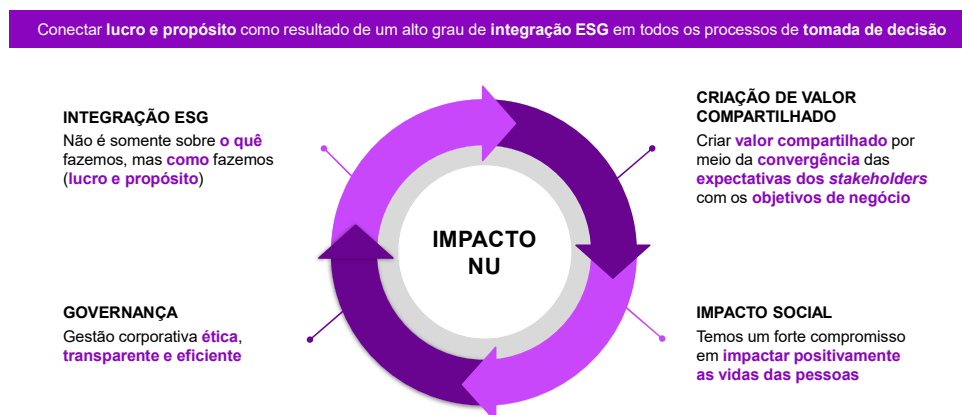 Conectar lucro e propósito como resultado de um alto grau de integração ESG em todos os processos de tomada de decisão
INTEGRAÇÃO ESG
Não é somente sobre o quê
fazemos, mas como fazemos
(lucro e propósito)
CRIAÇÃO DE VALOR
COMPARTILHADO
Criar valor compartilhado por
meio da convergência das
expectativas dos stakeholders
com os objetivos de negócio
IMPACTO
NU
GOVERNANÇA
Gestão corporativa ética,
transparente e eficiente
IMPACTO SOCIAL
Temos um forte compromisso
em impactar positivamente
as vidas das pessoas